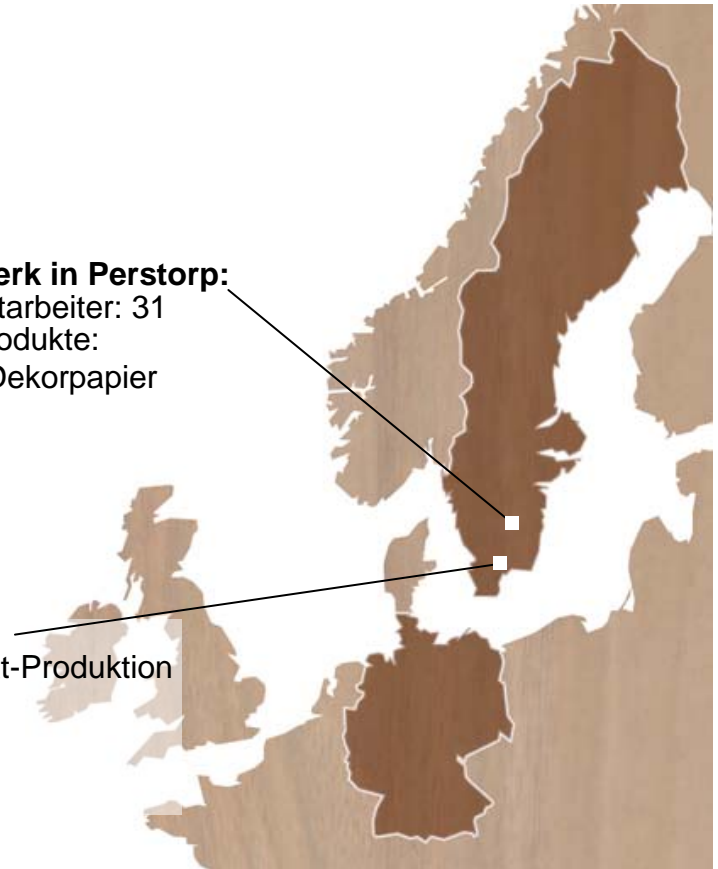 erk in Perstorp:
tarbeiter: 31
odukte:
Dekorpapier
t-Produktion